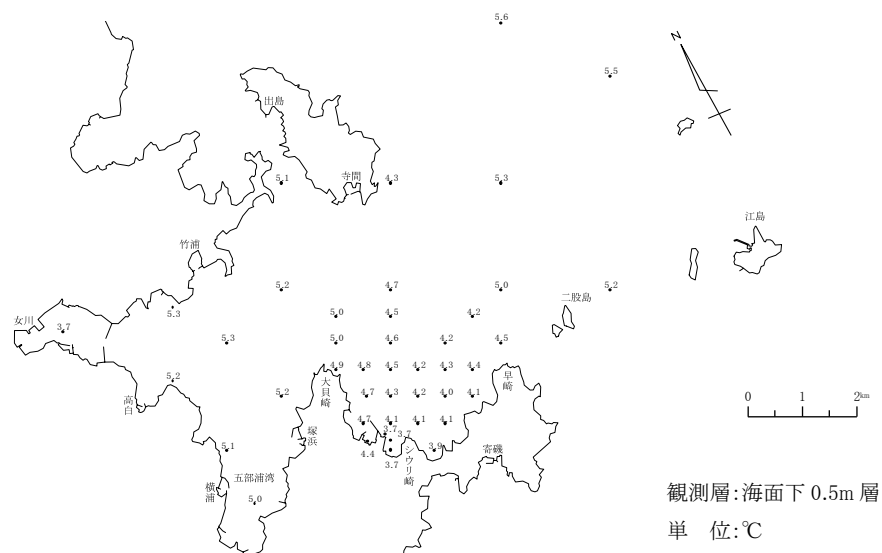 5.6
5.5
N
出島
5.1
寺間
4.3
5.3
江島
竹浦
5.2
4.7
5.0
5.2
二股島
5.3
5.0
4.5
4.2
女川
3.7
5.3
5.0
4.6
4.2
4.5
4.9
4.8
4.5
4.2
4.3
4.4
5.2
大貝崎
早崎
高白
5.2
4.7
4.3
4.2
4.0
4.1
0 1 2km
4.7
4.1
4.1
4.1
塚浜
3.7
3.7
5.1
4.4
3.7
シウリ崎
3.9
寄磯
五部浦湾
横浦
5.0
観測層:海面下 0.5m 層
単 位:℃